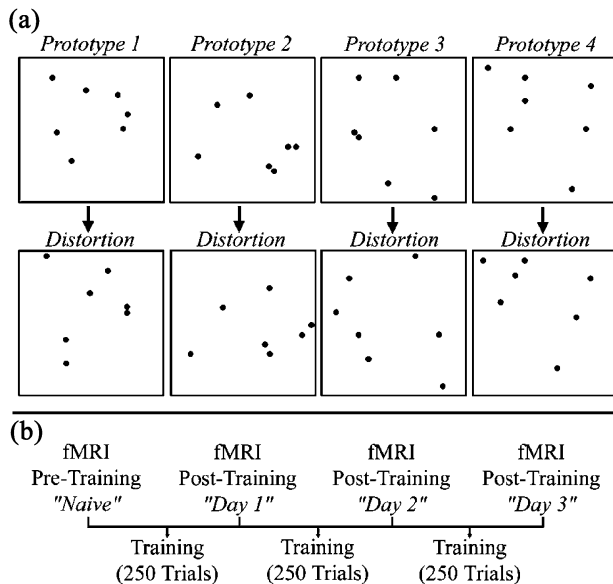 (a)
Prototype 1 Prototype 2 Prototype 3 Prototype 4
Distortion Distortion Distortion Distortion
(b)
fMRI fMRI fMRI fMRI
Pre-Training Post-Training Post-Training Post-Training
"Naive" "Day 1" "Day 2" "Day 3"
Training Training Training
(250 Trials) (250 Trials) (250 Trials)